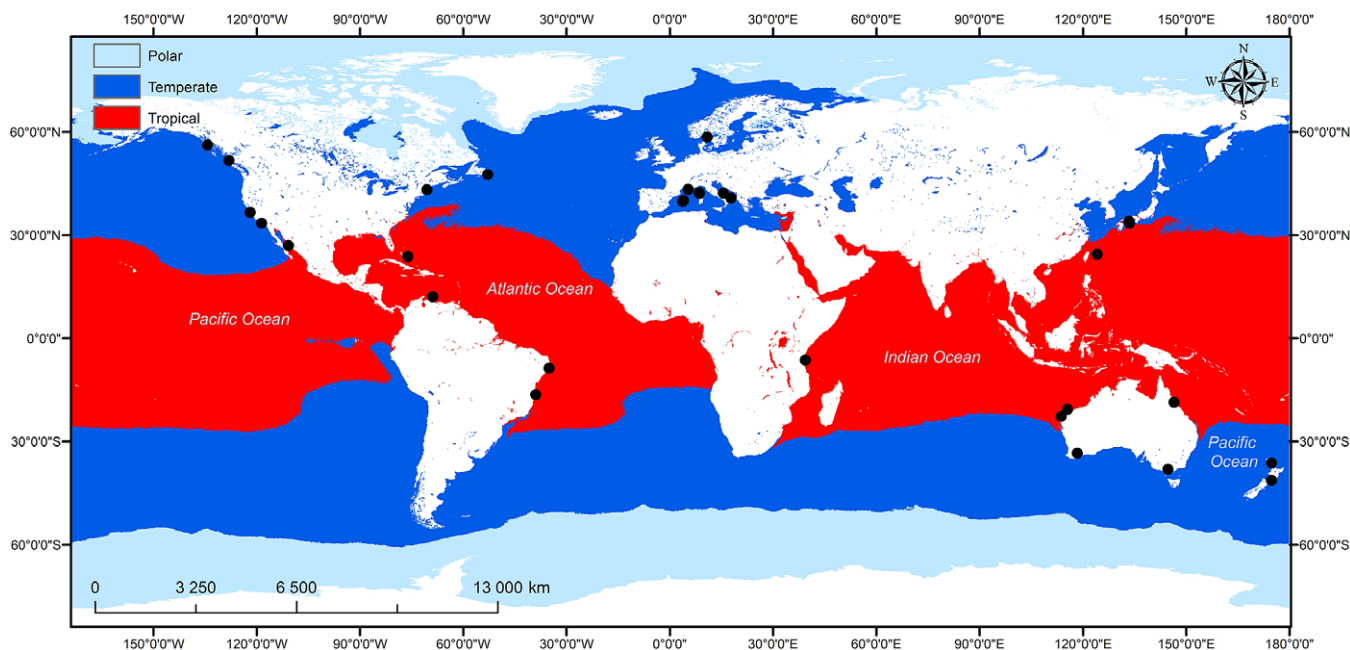 150°0'0"W 120°0'0"W 90°0'0"W 60°0'0"W 30°0'0"W 0°0'0" 30°0'0"E 60°0'0"E 90°0'0"E 120°0'0"E 150°0'0"E 180°0'0"
Polar
Temperate
Tropical
N
W E
S
60°0'0"N 60°0'0"N
30°0'0"N 30°0'0"N
Atlantic Ocean
Pacific Ocean
0°0'0" 0°0'0"
Indian Ocean
30°0'0"S 30°0'0"S
Pacific
Ocean
60°0'0"S 60°0'0"S
0 3 250 6 500 13 000 km
150°0'0"W 120°0'0"W 90°0'0"W 60°0'0"W 30°0'0"W 0°0'0" 30°0'0"E 60°0'0"E 90°0'0"E 120°0'0"E 150°0'0"E 180°0'0"